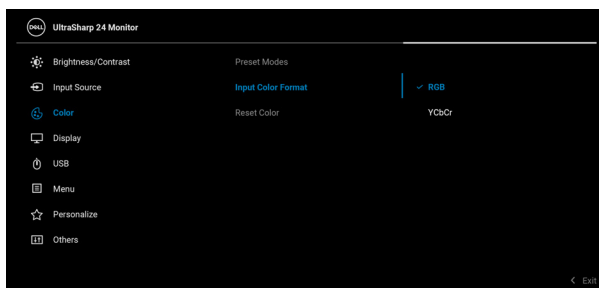 DELL UltraSharp 24 Monitor
Brightness/Contrast Preset Modes
Input Source Input Color Format RGB
Color Reset Color YCbCr
Display
USB
Menu
Personalize
Others
Exit